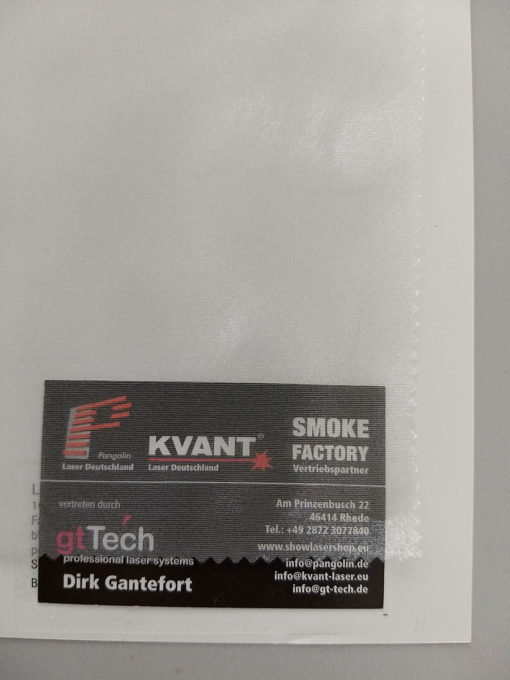 Pangolin
Laser Deutschland
KVANT®
Laser Deutschland
SMOKE
FACTORY
Vertriebspartner
vertreten durch
gtTech
professional laser systems
Dirk Gantefort
Am Prinzenbusch 22
46414 Rhede
Tel.: +49 2872 3077840
www.showlasershop.eu
info@pangolin.de
info@kvant-laser.eu
info@gt-tech.de